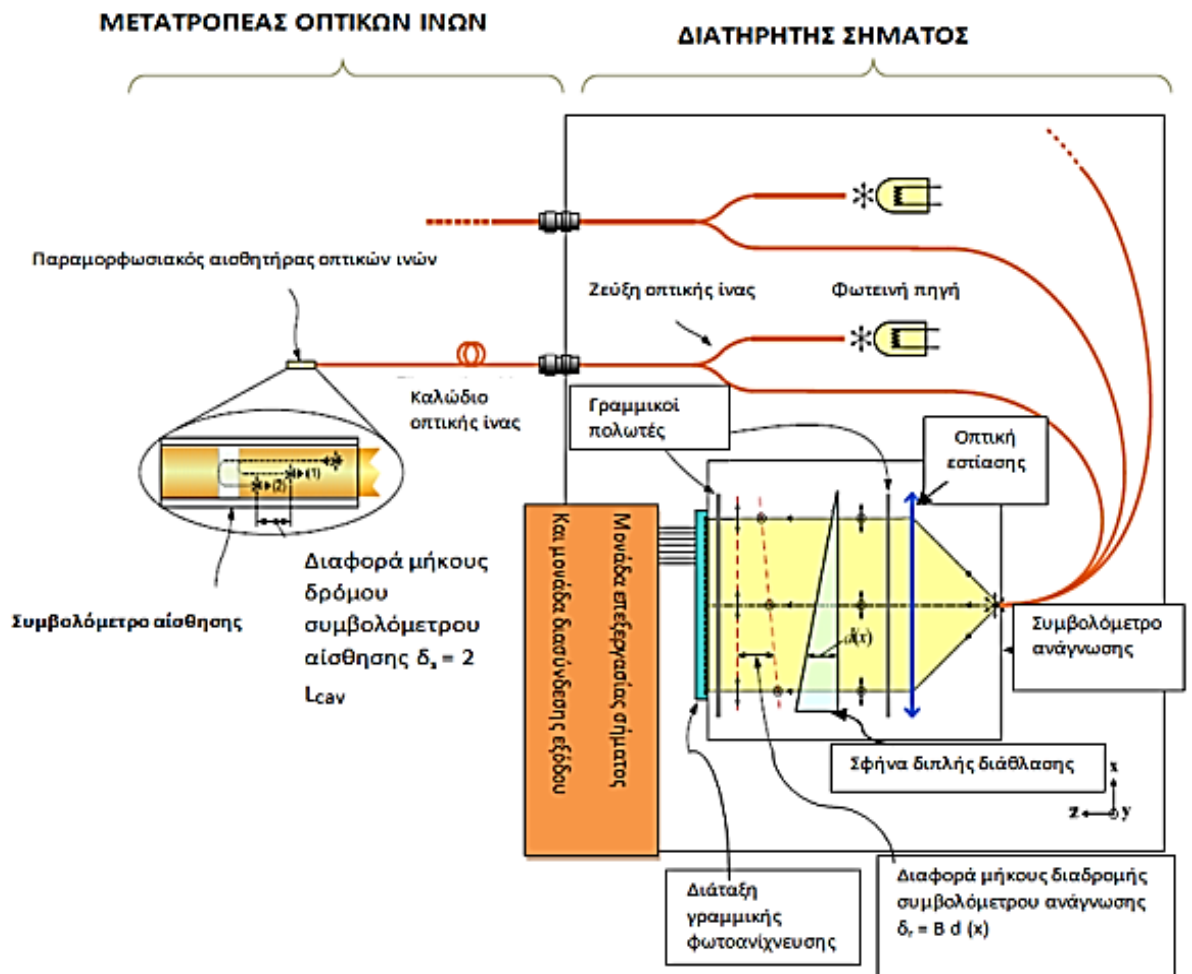 ΜΕΤΑΤΡΟΠΕΑΣ ΟΠΤΙΚΩΝ ΙΝΩΝ
ΔΙΑΤΗΡΗΤΗΣ ΣΗΜΑΤΟΣ
Παραμορφωσιακός αισθητήρας οπτικών ινών
Ζεύξη οπτικής ίνας
Φωτεινή πηγή
Καλώδιο
οπτικής ίνας
Γραμμικοί
πολωτές
Οπτική
εστίασης
(1)
(2)
Διαφορά μήκους
δρόμου
συμβολόμετρου
αίσθησης δs = 2
Lcav
Συμβολόμετρο αίσθησης
Μονάδα επεξεργασίας σήματος
Και μονάδα διασύνδεσης εξόδου
d(x)
Συμβολόμετρο
ανάγνωσης
Σφήνα διπλής διάθλασης
x
z
y
Διάταξη
γραμμικής
φωτοανίχνευσης
Διαφορά μήκους διαδρομής
συμβολόμετρου ανάγνωσης
δr = B d (x)